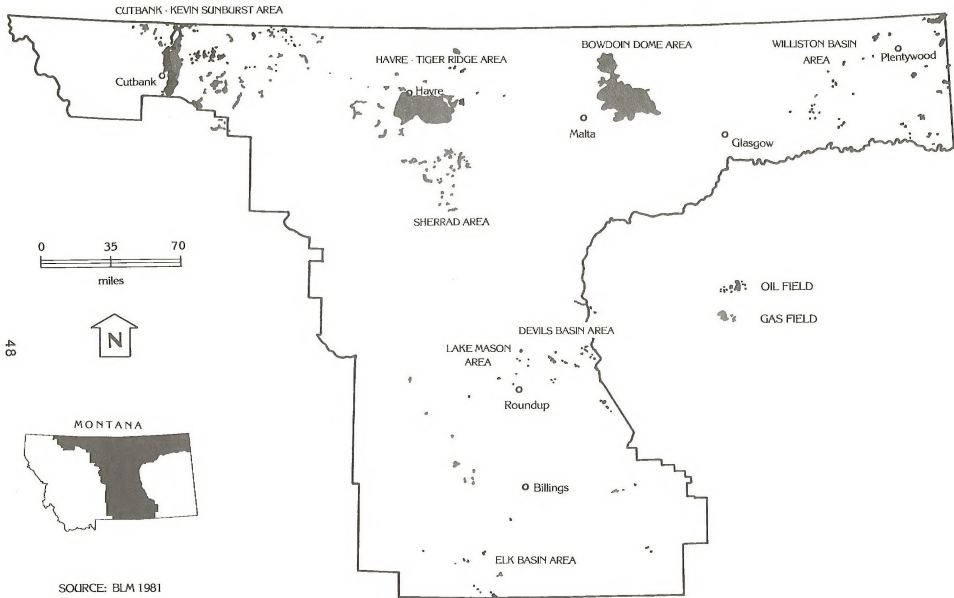 CUTBANK - KEVIN SUNBURST AREA
HAVRE - TIGER RIDGE AREA
BOWDOIN DOME AREA
WILLISTON BASIN
AREA
Plentywood
Cutbank
Havre
Malta
Glasgow
SHERRAD AREA
0 35 70
miles
N
OIL FIELD
GAS FIELD
DEVILS BASIN AREA
LAKE MASON
AREA
Roundup
48
MONTANA
Billings
ELK BASIN AREA
SOURCE: BLM 1981